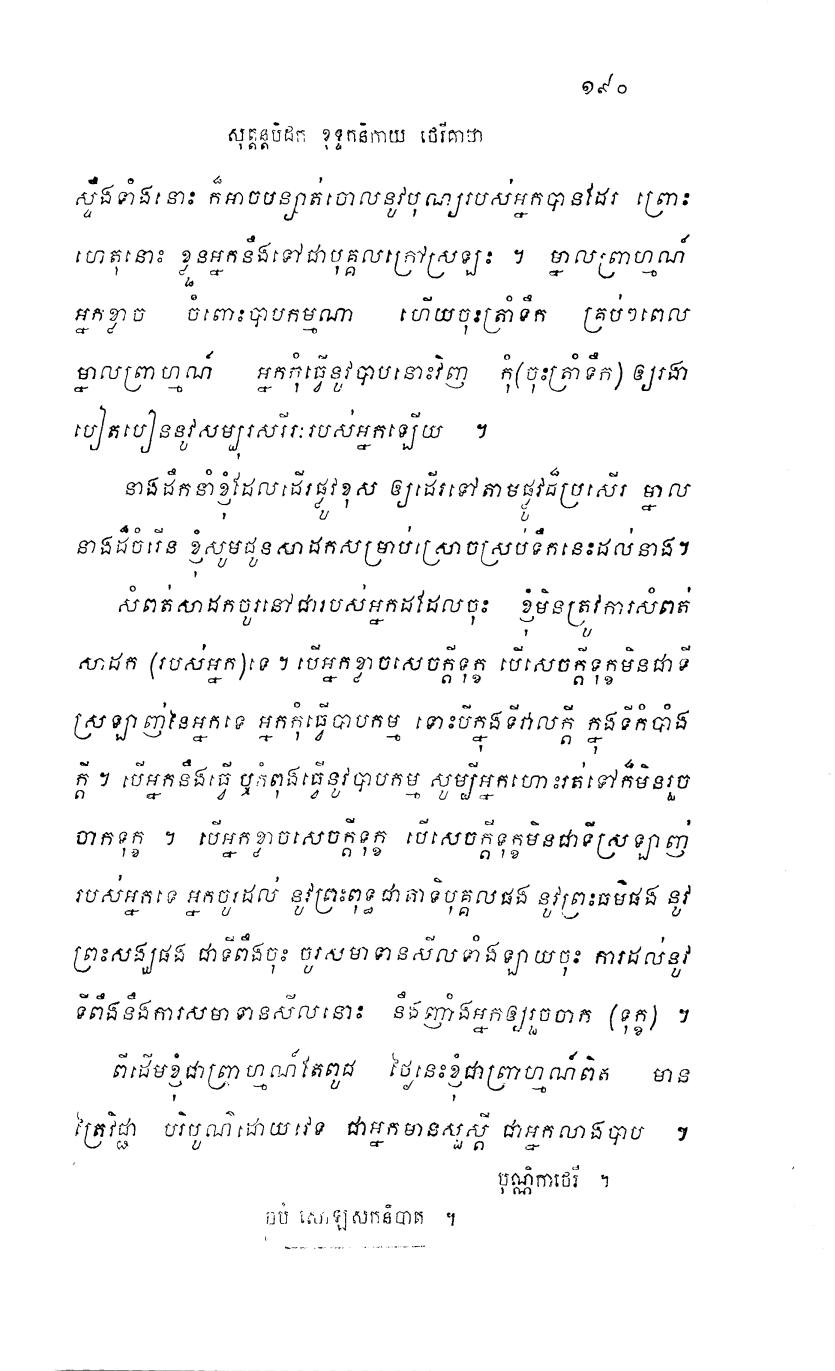 ១៩០
សុត្តន្តបិដក ខុទ្ទកនិកាយ ថេរីគាថា
ស្ទឹងទាំងនោះ ក៏អាចបន្សាត់ចោលនូវបុណ្យរបស់អ្នកបានដែរ ព្រោះ
ហេតុនោះ ខ្លួនអ្នកនឹងទៅជាបុគ្គលក្រៅស្រឡះ ។ ម្នាលព្រាហ្មណ៍
អ្នកខ្លាច ចំពោះបាបកម្មណា ហើយចុះត្រាំទឹក គ្រប់ៗពេល
ម្នាលព្រាហ្មណ៍ អ្នកកុំធ្វើនូវបាបនោះវិញ កុំ(ចុះត្រាំទឹក) ឲ្យរងា
បៀតបៀននូវសម្បុរសរីរៈរបស់អ្នកឡើយ ។
នាងដឹកនាំខ្ញុំដែលដើរផ្លូវខុស ឲ្យដើរទៅតាមផ្លូវដ៏ប្រសើរ ម្នាល
នាងដ៏ចំរើន ខ្ញុំសូមជូនសាដកសម្រាប់ស្រោចស្រប់ទឹកនេះដល់នាង។
សំពត់សាដកចូរនៅជារបស់អ្នកដដែលចុះ ខ្ញុំមិនត្រូវការសំពត់
សាដក (របស់អ្នក)ទេ ។ បើអ្នកខ្លាចសេចក្តីទុក្ខ បើសេចក្តីទុក្ខមិនជាទី
ស្រឡាញ់នៃអ្នកទេ អ្នកកុំធ្វើបាបកម្ម ទោះបីក្នុងទីវាលក្តី ក្នុងទីកំបាំង
ក្តី ។ បើអ្នកនឹងធ្វើ ឬកំពុងធ្វើនូវបាបកម្ម សូម្បីអ្នកហោះរត់ទៅក៏មិនរួច
ចាកទុក្ខ ។ បើអ្នកខ្លាចសេចក្តីទុក្ខ បើសេចក្តីទុក្ខមិនជាទីស្រឡាញ់
របស់អ្នកទេ អ្នកចូរដល់ នូវព្រះពុទ្ធជាតាទិបុគ្គលផង នូវព្រះធម៌ផង នូវ
ព្រះសង្ឃផង ជាទីពឹងចុះ ចូរសមាទានសីលទាំងឡាយចុះ ការដល់នូវ
ទីពឹងនឹងការសមាទានសីលនោះ នឹងញ៉ាំងអ្នកឲ្យរួចចាក (ទុក្ខ) ។
ពីដើមខ្ញុំជាព្រាហ្មណ៍តែពូជ ថ្ងៃនេះខ្ញុំជាព្រាហ្មណ៍ពិត មាន
ត្រៃវិជ្ជា បរិបូណ៌ដោយវេទ ជាអ្នកមានសួស្តី ជាអ្នកលាងបាប ។
បុណ្ណិកាថេរី ។
ចប់ សោឡសកនិបាត ។